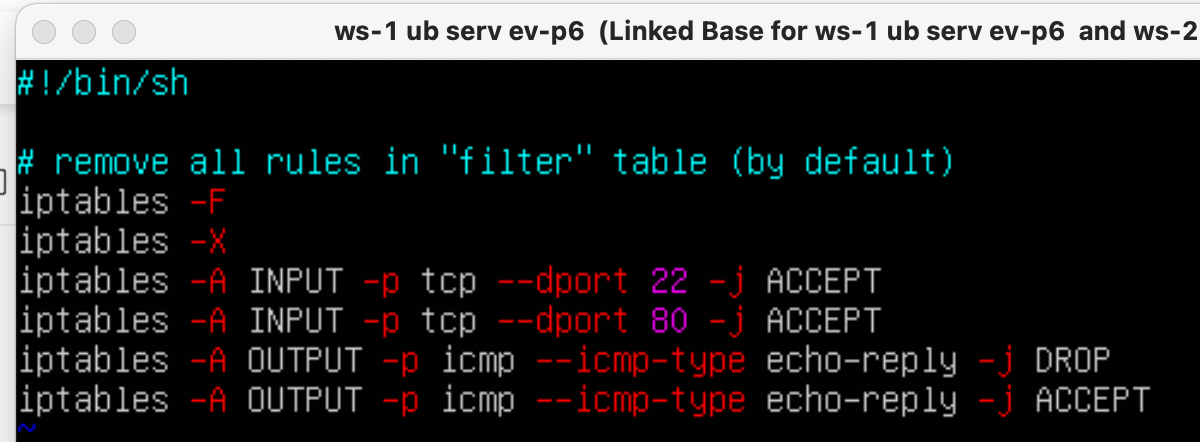 ws-1 ub serv ev-p6 (Linked Base for ws-1 ub serv ev-p6 and ws-2
#!/bin/sh
# remove all rules in "filter" table (by default)
iptables -F
iptables -X
iptables -A INPUT -p tcp --dport 22 -j ACCEPT
iptables -A INPUT -p tcp --dport 80 -j ACCEPT
iptables -A OUTPUT -p icmp --icmp-type echo-reply -j DROP
iptables -A OUTPUT -p icmp --icmp-type echo-reply -j ACCEPT
~